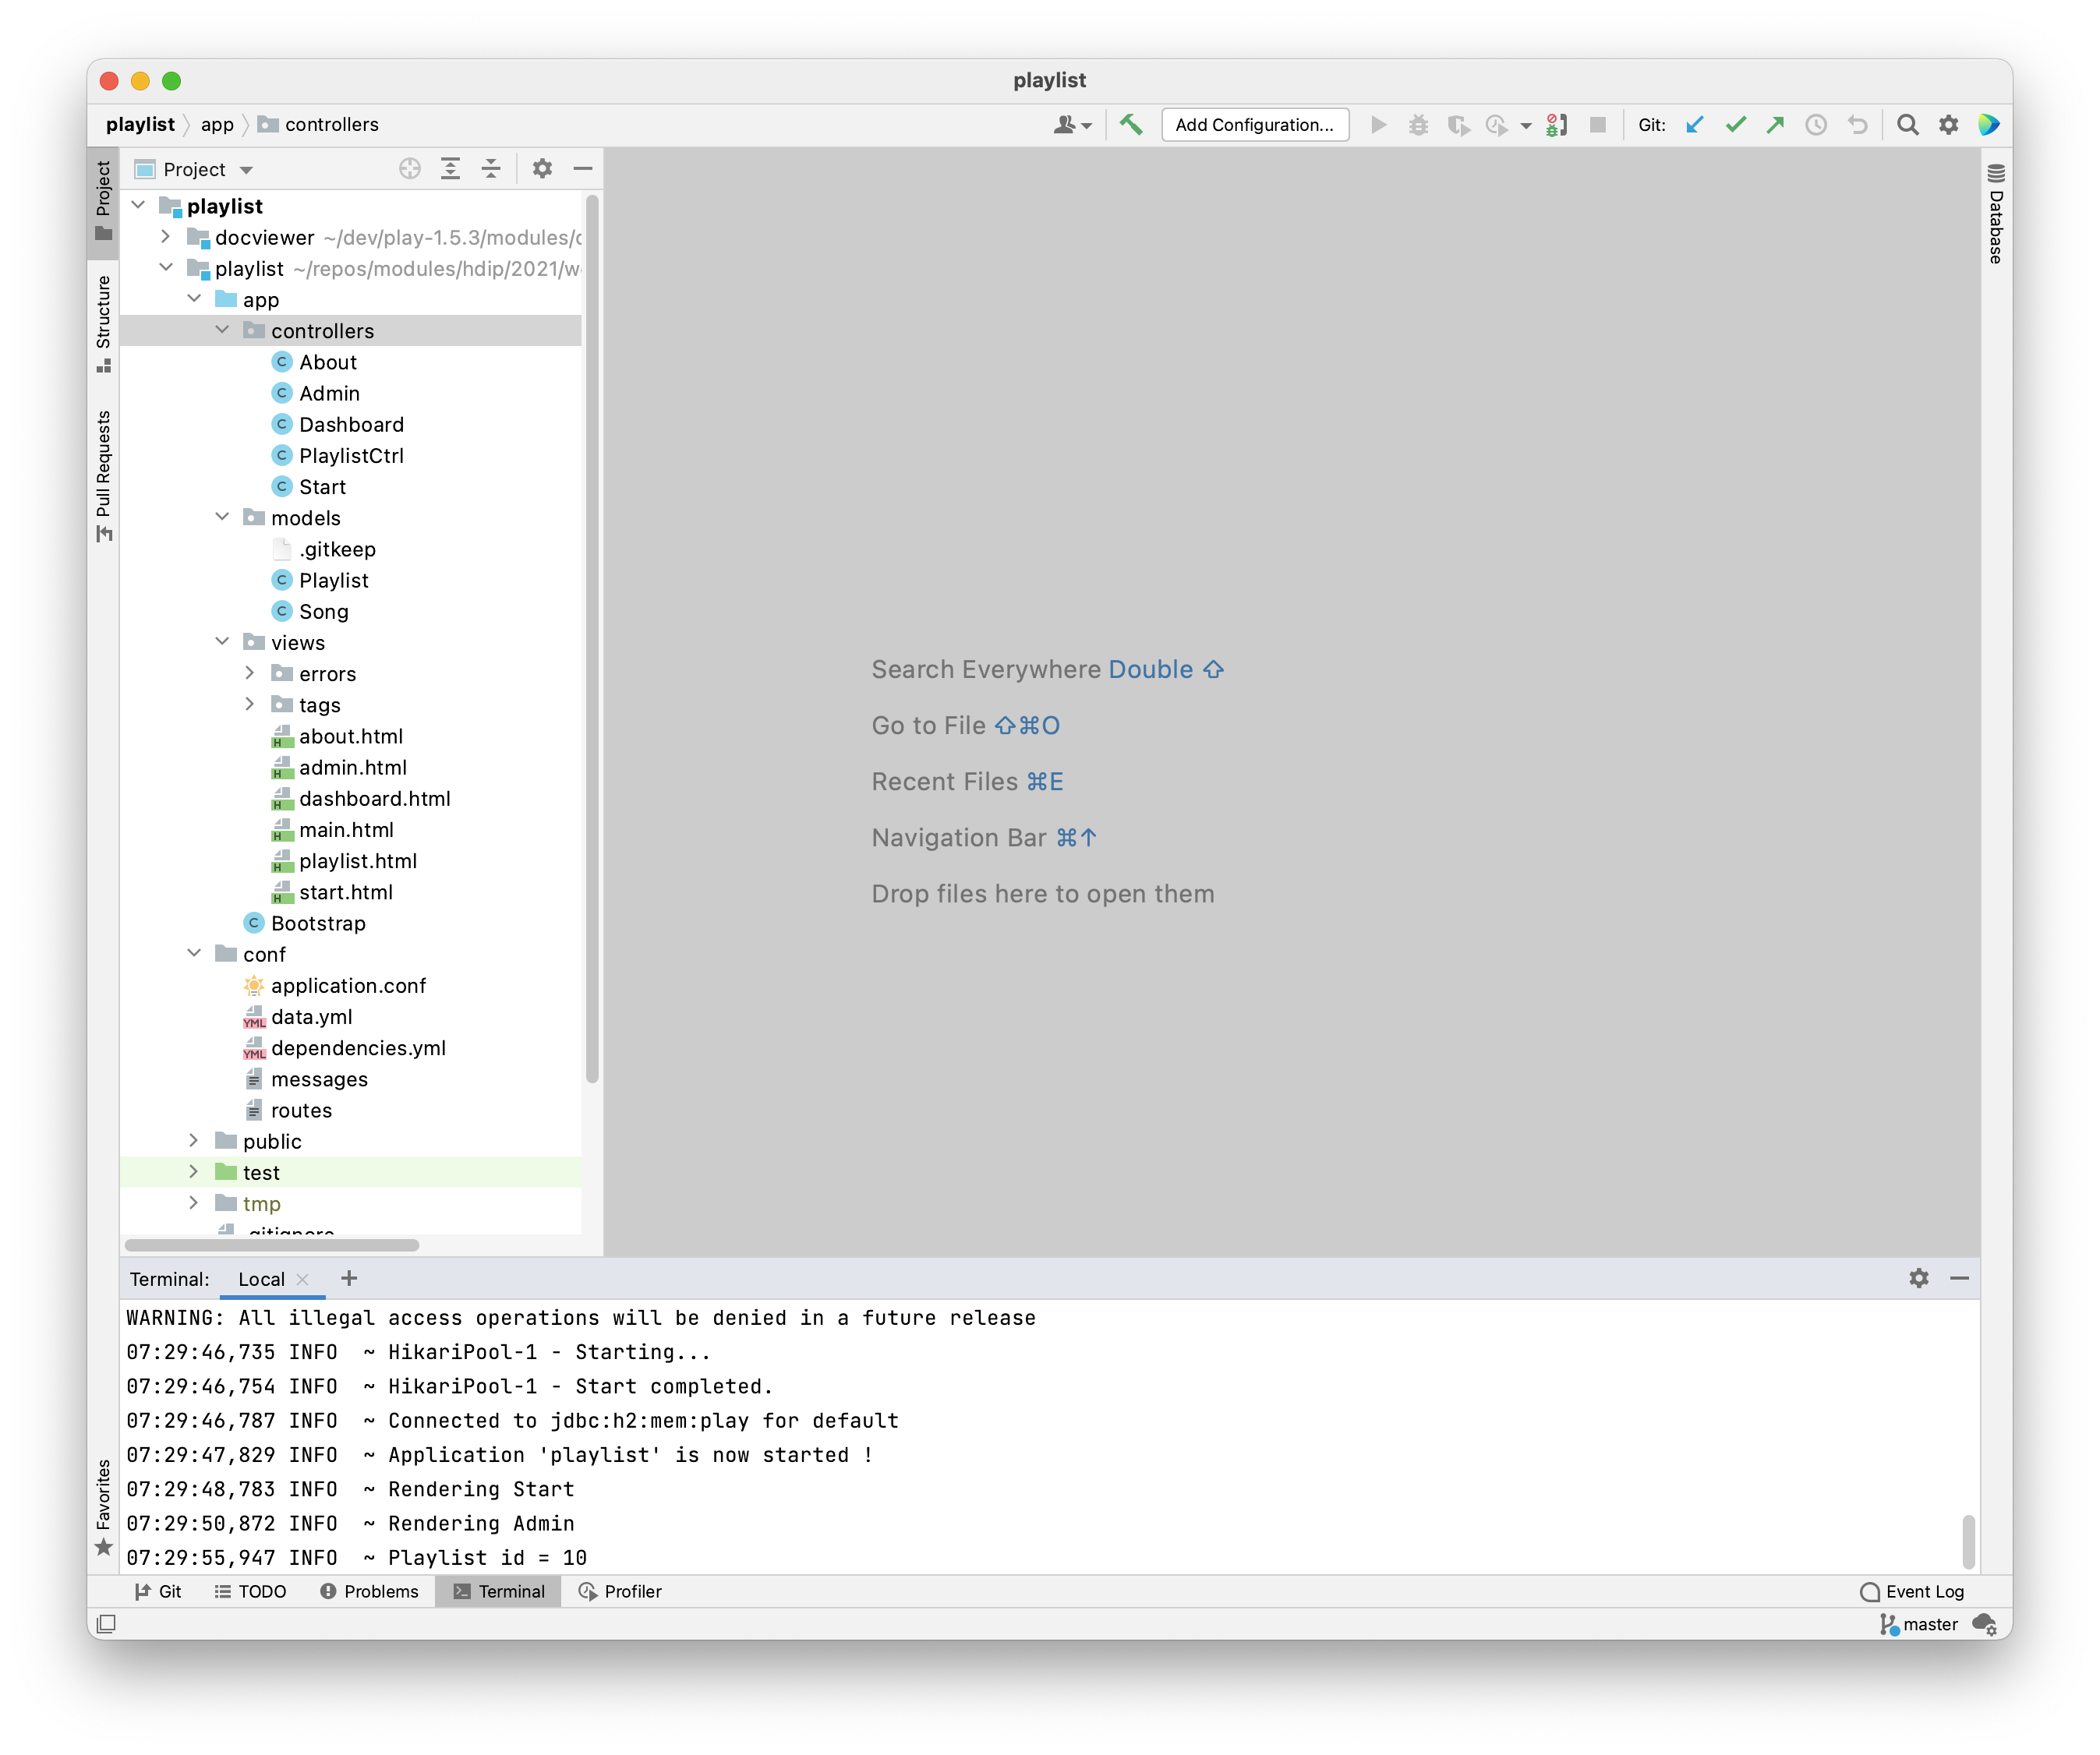 playlist
playlist app controllers
Add Configuration...
Git:
Project
Structure
Pull Requests
Favorites
Project
playlist
docviewer ~/dev/play-1.5.3/modules/
playlist ~/repos/modules/hdip/2021/w
app
controllers
About
Admin
Dashboard
PlaylistCtrl
Start
models
.gitkeep
Playlist
Song
views
errors
tags
about.html
admin.html
dashboard.html
main.html
playlist.html
start.html
Bootstrap
conf
application.conf
data.yml
dependencies.yml
messages
routes
public
test
tmp
.gitignore
Search Everywhere Double ⇧
Go to File ⇧⌘O
Recent Files ⌘E
Navigation Bar ⌘↑
Drop files here to open them
Database
Terminal: Local
WARNING: All illegal access operations will be denied in a future release
07:29:46,735 INFO  ~ HikariPool-1 - Starting...
07:29:46,754 INFO  ~ HikariPool-1 - Start completed.
07:29:46,787 INFO  ~ Connected to jdbc:h2:mem:play for default
07:29:47,829 INFO  ~ Application 'playlist' is now started !
07:29:48,783 INFO  ~ Rendering Start
07:29:50,872 INFO  ~ Rendering Admin
07:29:55,947 INFO  ~ Playlist id = 10
Git TODO Problems Terminal Profiler Event Log
master